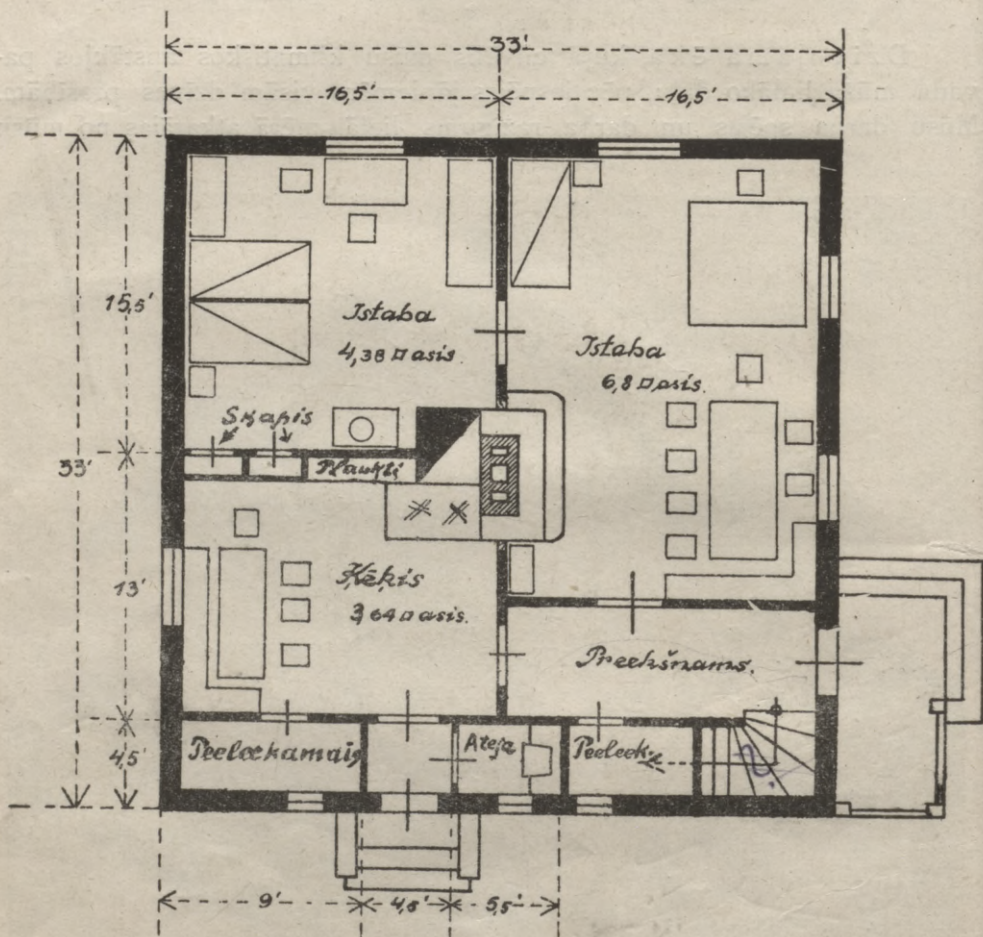 33'
16,5'
16,5'
15,5'
Istaba
4,38 □ asis.
Istaba
6,8 □ asis.
Skapis
Plaukti
33'
13'
Ķēķis
3,64 □ asis.
Preekšnams.
4,5'
Peeleekamais
Ateja
Peeleek.
9'
4,5'
5,5'